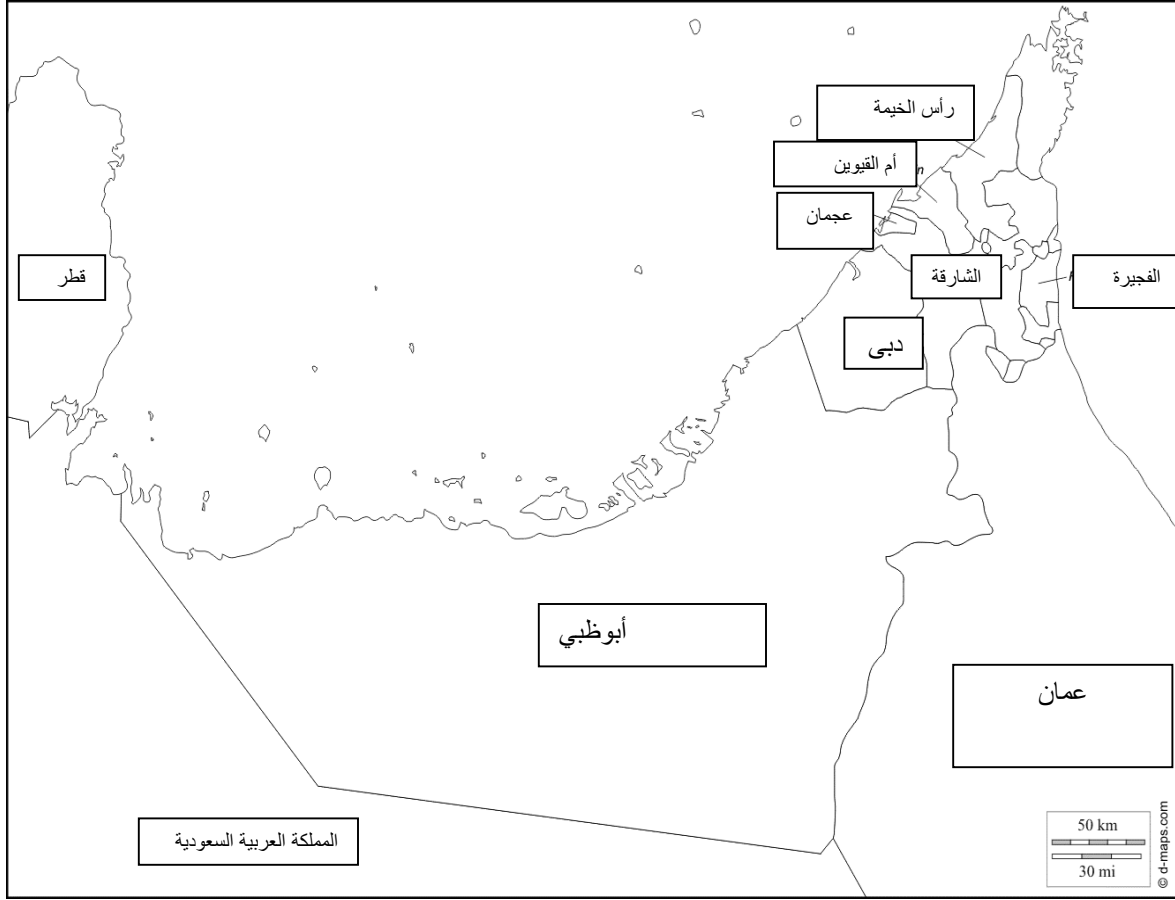 رأس الخيمة
أم القيوين
n
عجمان
قطر
الشارقة
الفجيرة
دبى
أبوظبي
عمان
المملكة العربية السعودية
50 km
30 mi
© d-maps.com